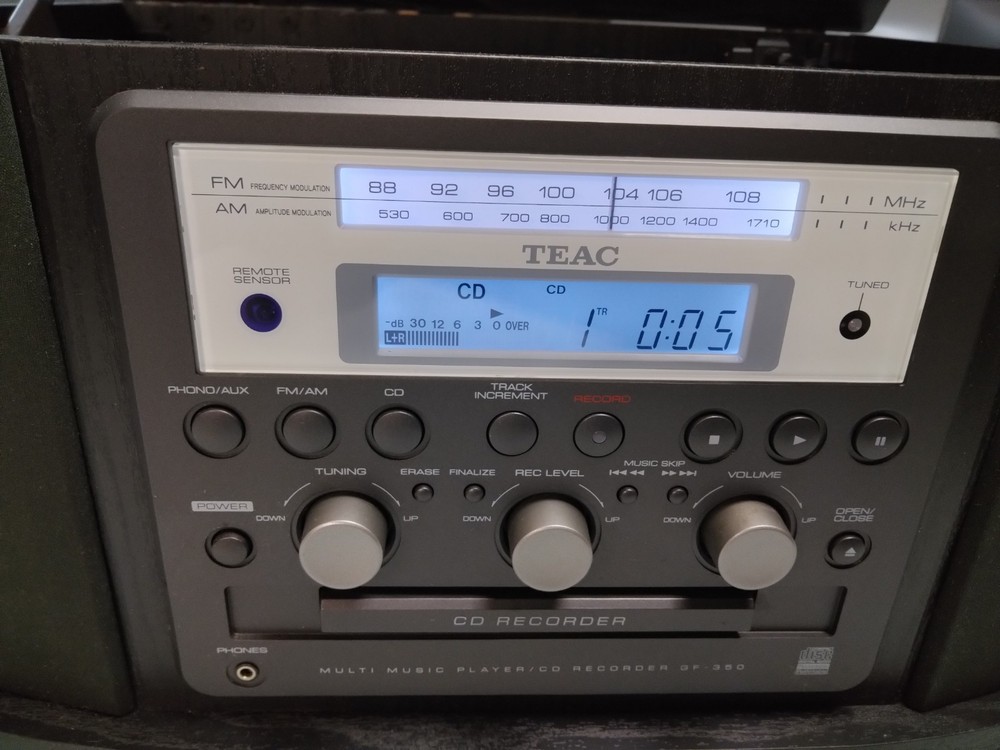 FM FREQUENCY MODULATION 88 92 96 100 104 106 108 MHz
AM AMPLITUDE MODULATION 530 600 700 800 1000 1200 1400 1710 kHz
TEAC
REMOTE
SENSOR
TUNED
CD CD
-dB 30 12 6 3 0 OVER
L+R
1 TR 0:05
PHONO/AUX FM/AM CD
TRACK
INCREMENT
RECORD
TUNING ERASE FINALIZE REC LEVEL
MUSIC SKIP
VOLUME
POWER
DOWN UP DOWN UP DOWN UP
OPEN/
CLOSE
CD RECORDER
PHONES
MULTI MUSIC PLAYER/CD RECORDER GF-350